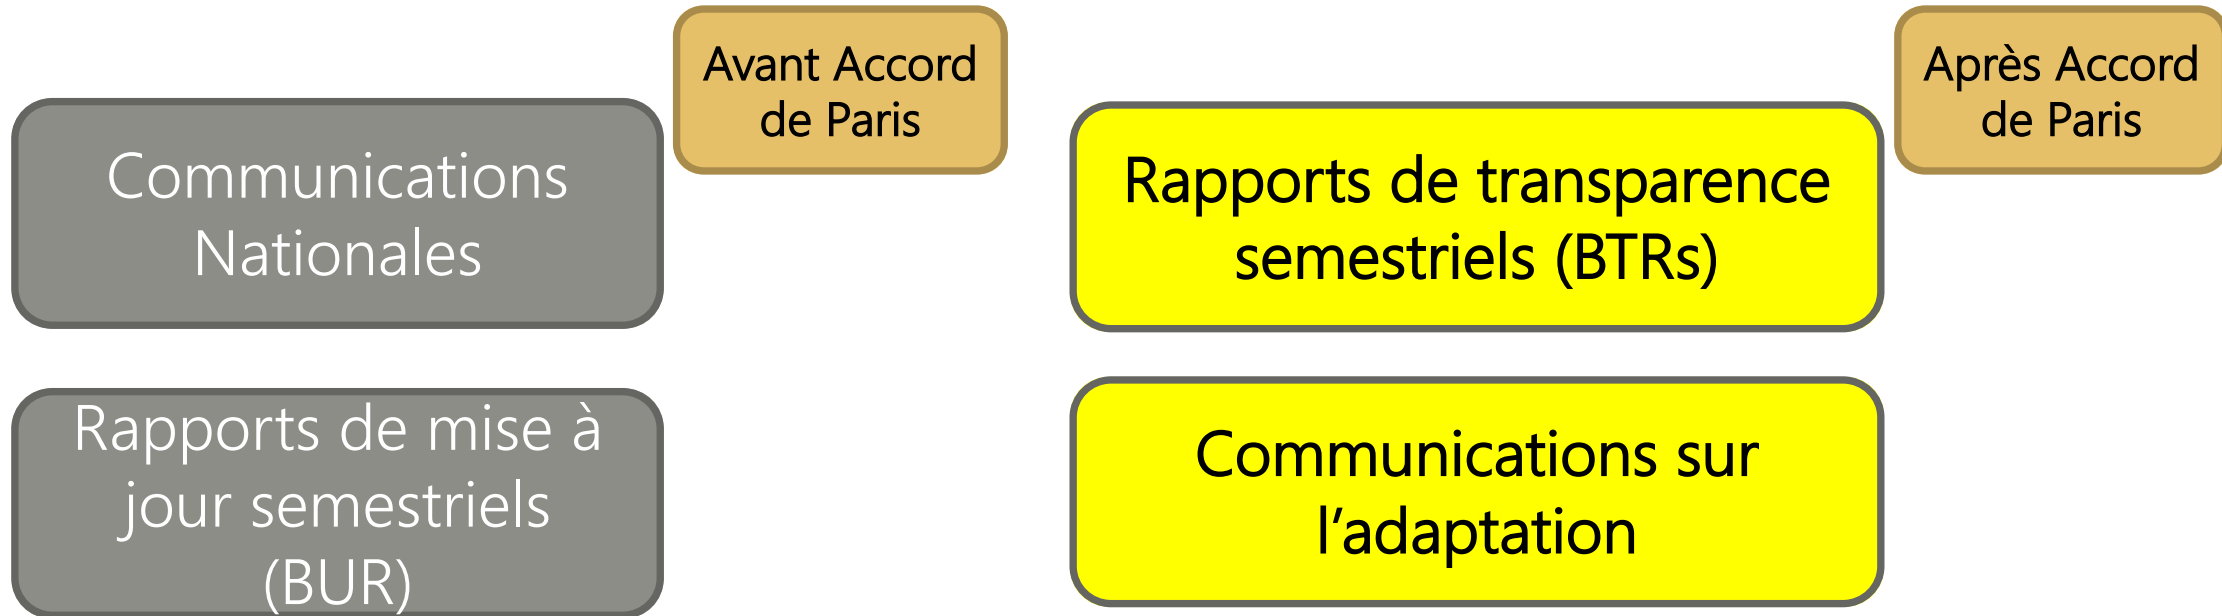 Avant Accord
de Paris
Communications
Nationales
Rapports de mise à
jour semestriels
(BUR)
Après Accord
de Paris
Rapports de transparence
semestriels (BTRs)
Communications sur
l’adaptation